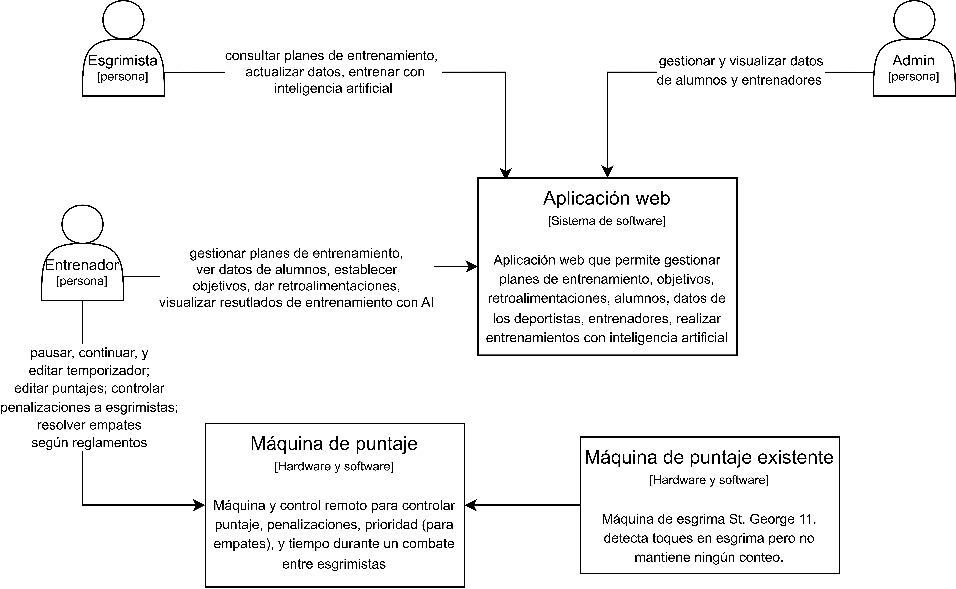 Esgrimista
[persona]
consultar planes de entrenamiento,
actualizar datos, entrenar con
inteligencia artificial
gestionar y visualizar datos
de alumnos y entrenadores
Admin
[persona]
Aplicación web
[Sistema de software]
Aplicación web que permite gestionar
planes de entrenamiento, objetivos,
retroalimentaciones, alumnos, datos de
los deportistas, entrenadores, realizar
entrenamientos con inteligencia artificial
Entrenador
[persona]
gestionar planes de entrenamiento,
ver datos de alumnos, establecer
objetivos, dar retroalimentaciones,
visualizar resutlados de entrenamiento con AI
pausar, continuar, y
editar temporizador;
editar puntajes; controlar
penalizaciones a esgrimistas;
resolver empates
según reglamentos
Máquina de puntaje
[Hardware y software]
Máquina y control remoto para controlar
puntaje, penalizaciones, prioridad (para
empates), y tiempo durante un combate
entre esgrimistas
Máquina de puntaje existente
[Hardware y software]
Máquina de esgrima St. George 11.
detecta toques en esgrima pero no
mantiene ningún conteo.